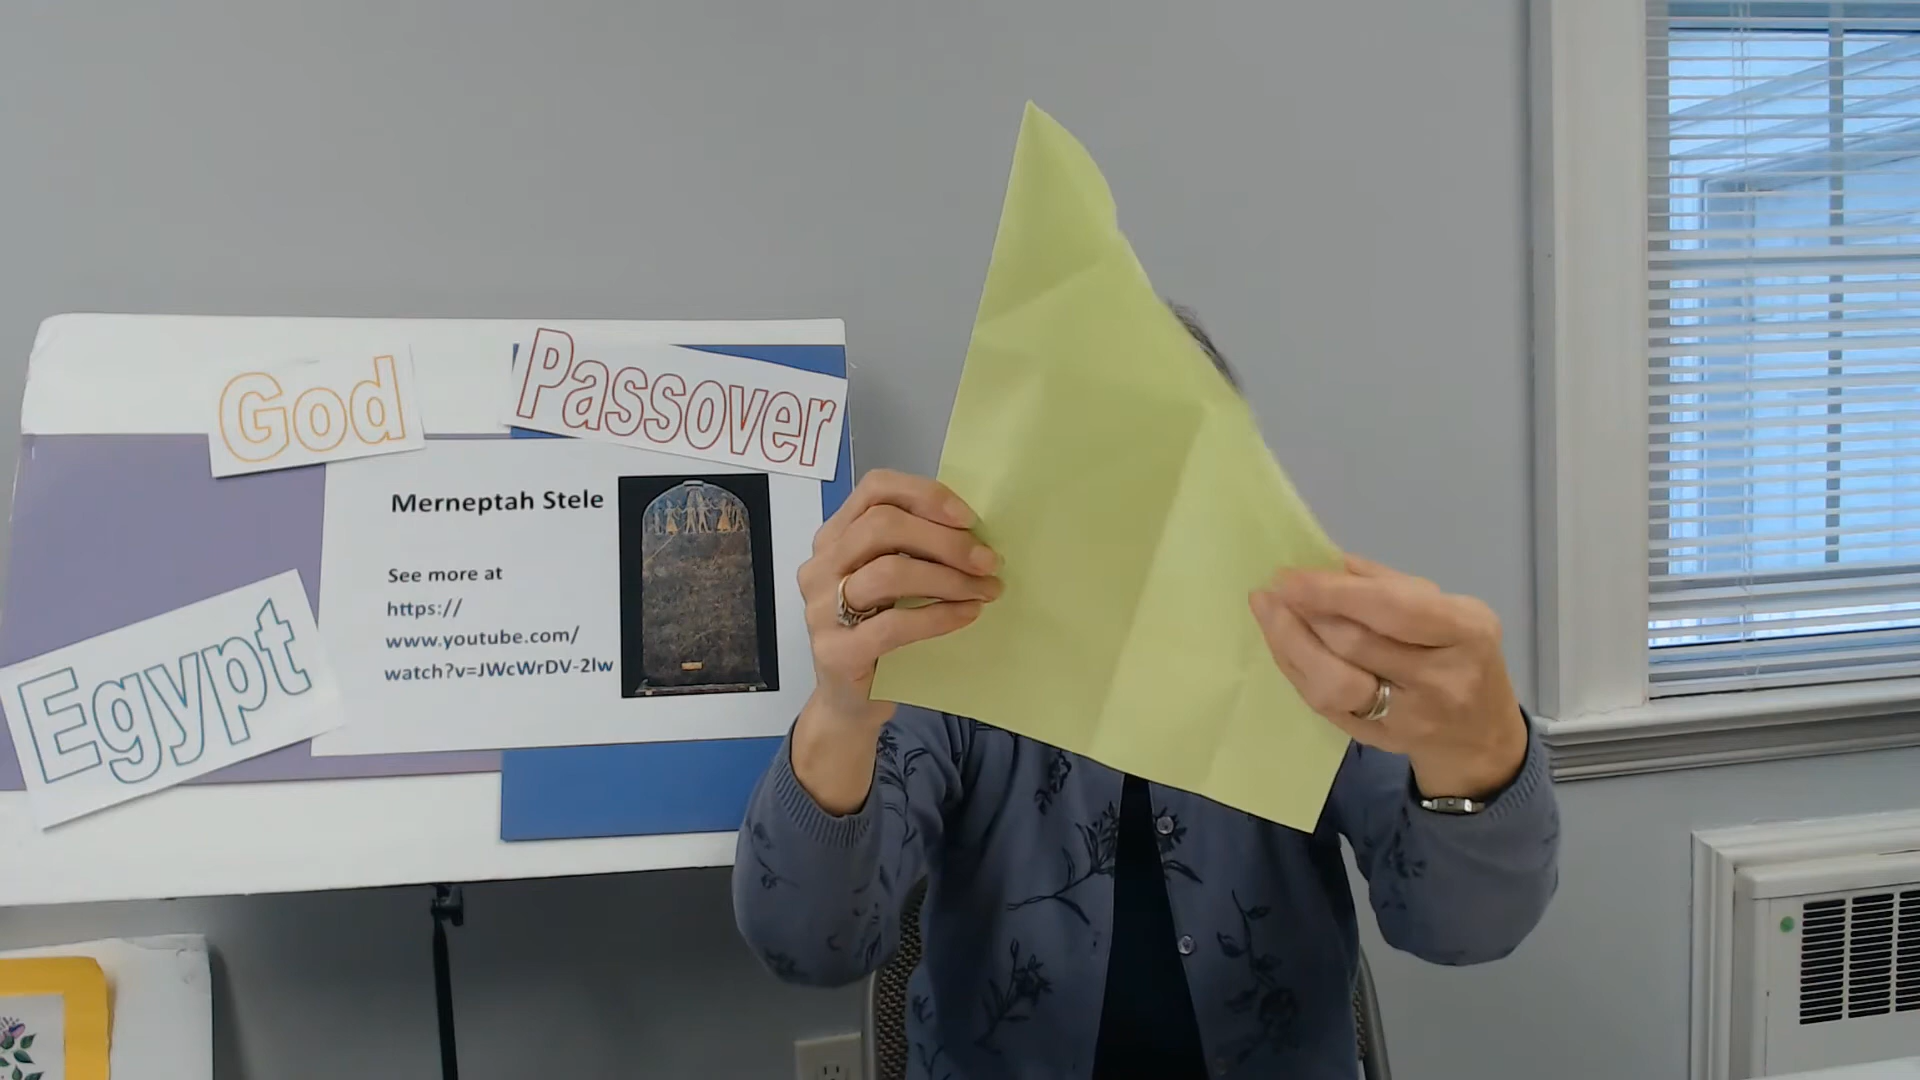 God
Passover
Merneptah Stele
See more at
https://
www.youtube.com/
watch?v=JWcWrDV-2lw
Egypt